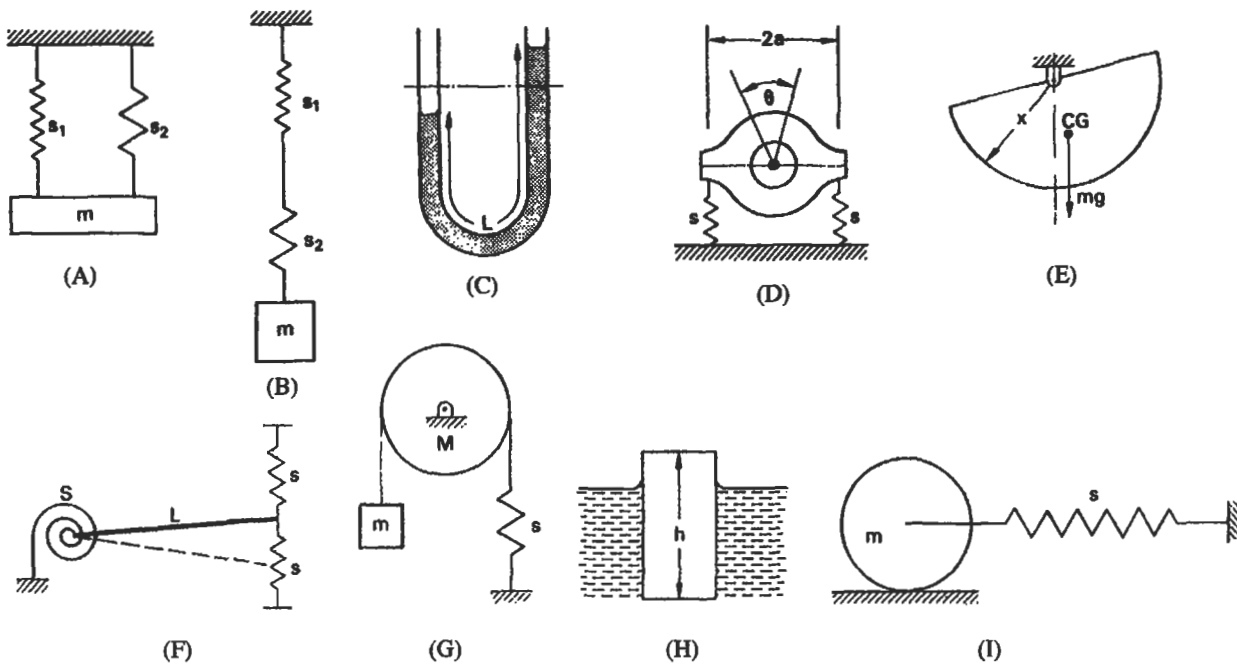 s₁
s₂
m
(A)
s₁
s₂
m
(B)
L
(C)
2a
θ
s
s
(D)
x
CG
mg
(E)
S
L
s
s
(F)
M
m
s
(G)
h
(H)
m
s
(I)